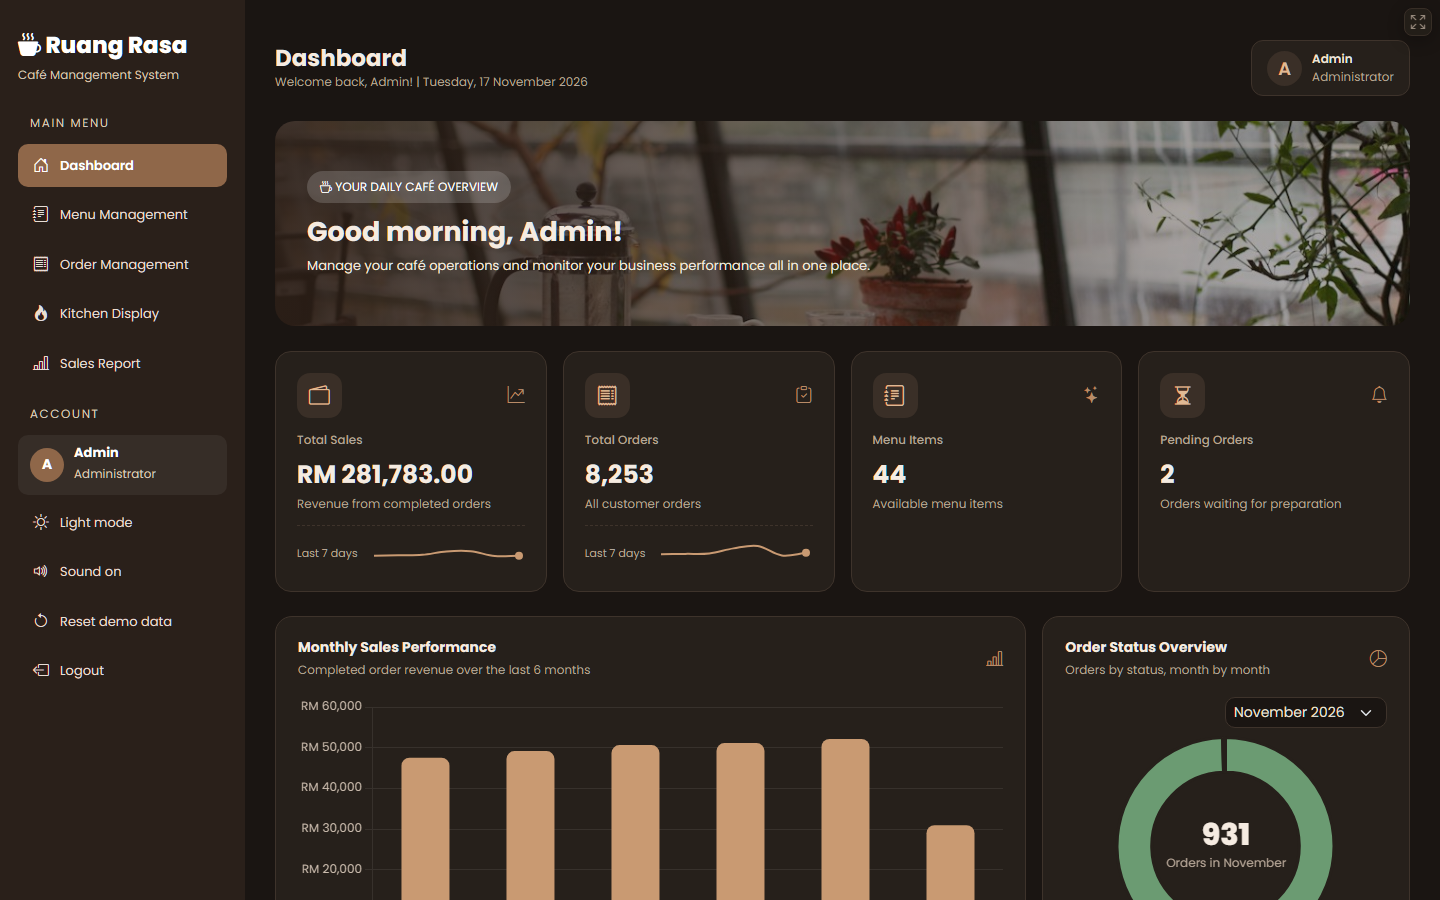 Ruang Rasa
Café Management System
MAIN MENU
Dashboard
Menu Management
Order Management
Kitchen Display
Sales Report
ACCOUNT
A
Admin
Administrator
Light mode
Sound on
Reset demo data
Logout
Dashboard
Welcome back, Admin! | Tuesday, 17 November 2026
A
Admin
Administrator
YOUR DAILY CAFÉ OVERVIEW
Good morning, Admin!
Manage your café operations and monitor your business performance all in one place.
Total Sales
RM 281,783.00
Revenue from completed orders
Last 7 days
Total Orders
8,253
All customer orders
Last 7 days
Menu Items
44
Available menu items
Pending Orders
2
Orders waiting for preparation
Monthly Sales Performance
Completed order revenue over the last 6 months
RM 60,000
RM 50,000
RM 40,000
RM 30,000
RM 20,000
Order Status Overview
Orders by status, month by month
November 2026
931
Orders in November